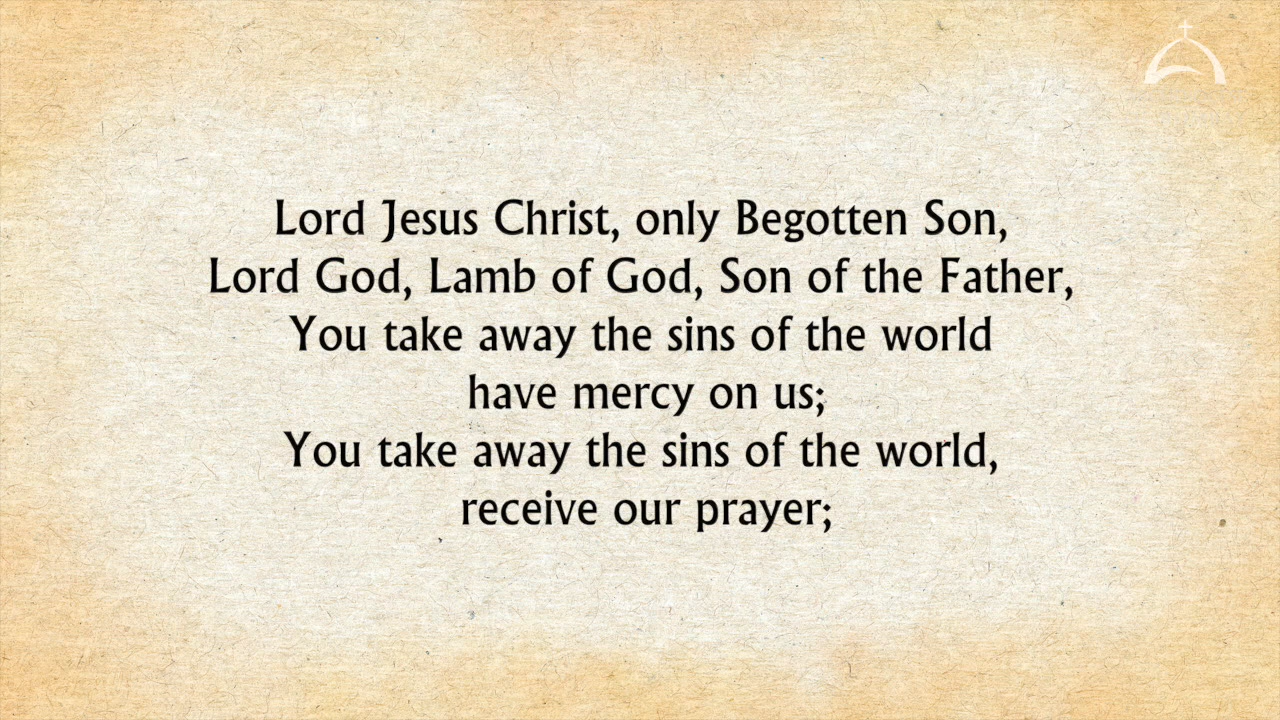 Lord Jesus Christ, only Begotten Son,
Lord God, Lamb of God, Son of the Father,
You take away the sins of the world
have mercy on us;
You take away the sins of the world,
receive our prayer;